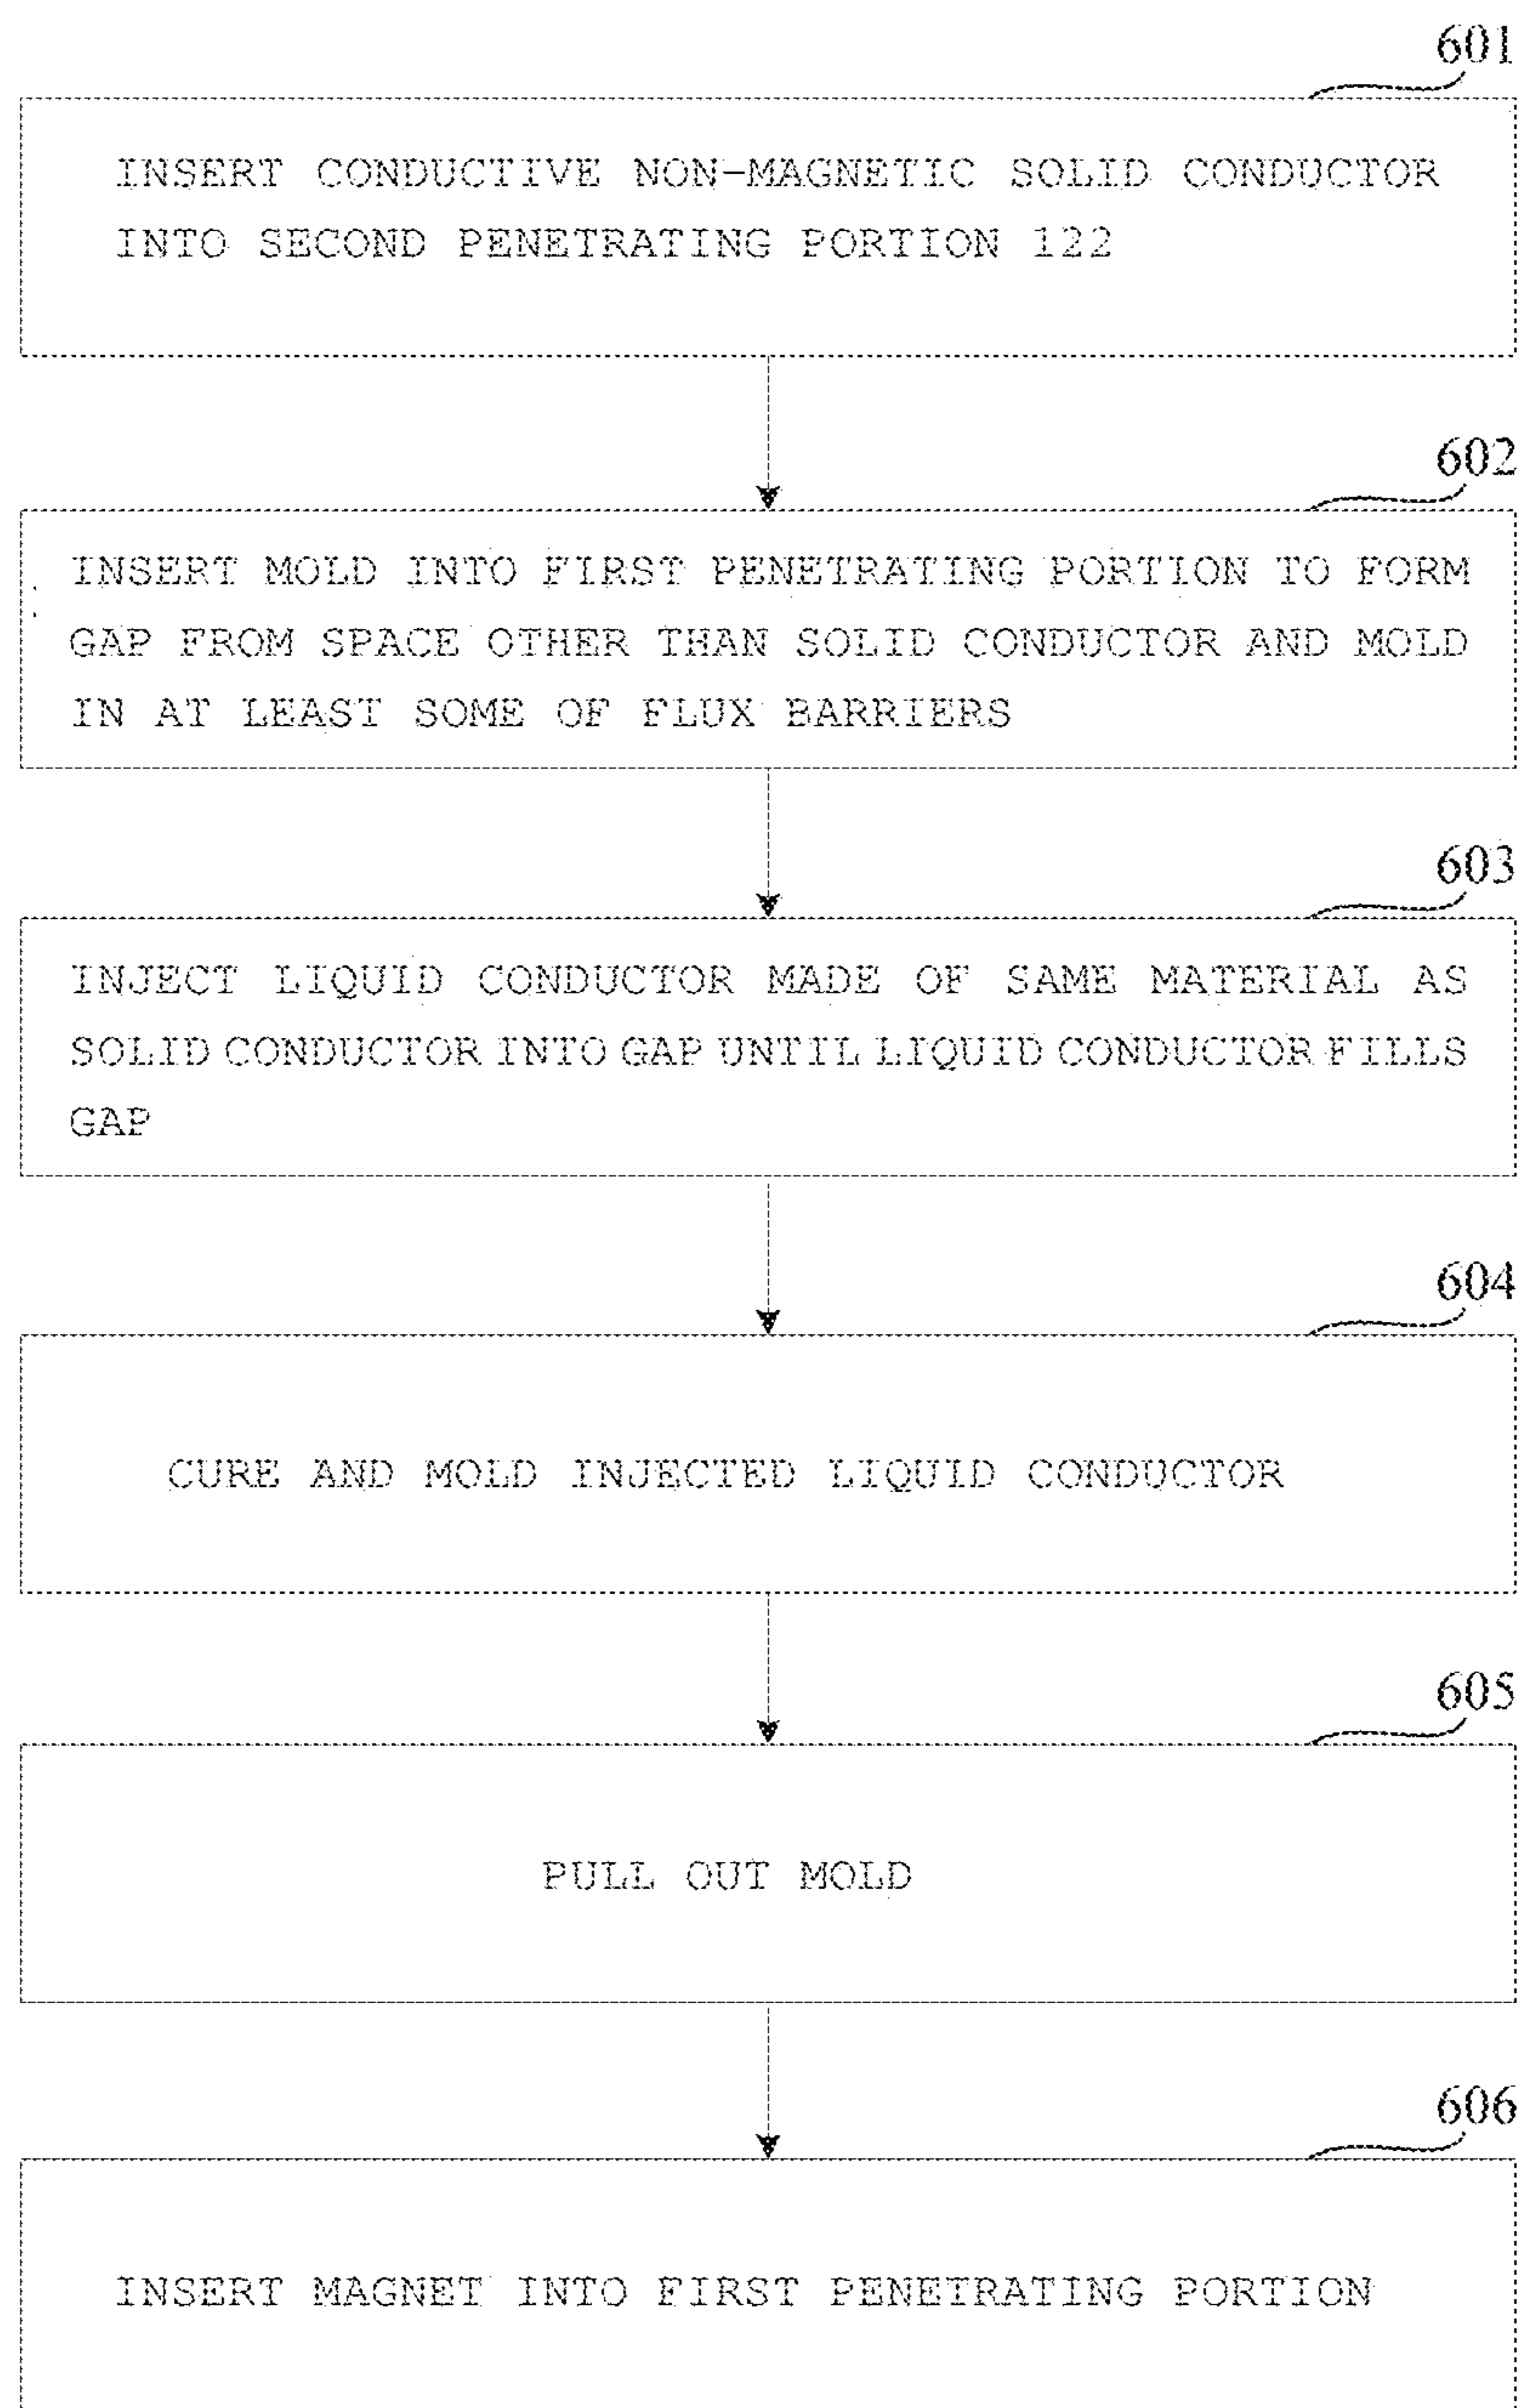 601
INSERT CONDUCTIVE NON-MAGNETIC SOLID CONDUCTOR
INTO SECOND PENETRATING PORTION 122
602
INSERT MOLD INTO FIRST PENETRATING PORTION TO FORM
GAP FROM SPACE OTHER THAN SOLID CONDUCTOR AND MOLD
IN AT LEAST SOME OF FLUX BARRIERS
603
INJECT LIQUID CONDUCTOR MADE OF SAME MATERIAL AS
SOLID CONDUCTOR INTO GAP UNTIL LIQUID CONDUCTOR FILLS
GAP
604
CURE AND MOLD INJECTED LIQUID CONDUCTOR
605
PULL OUT MOLD
606
INSERT MAGNET INTO FIRST PENETRATING PORTION